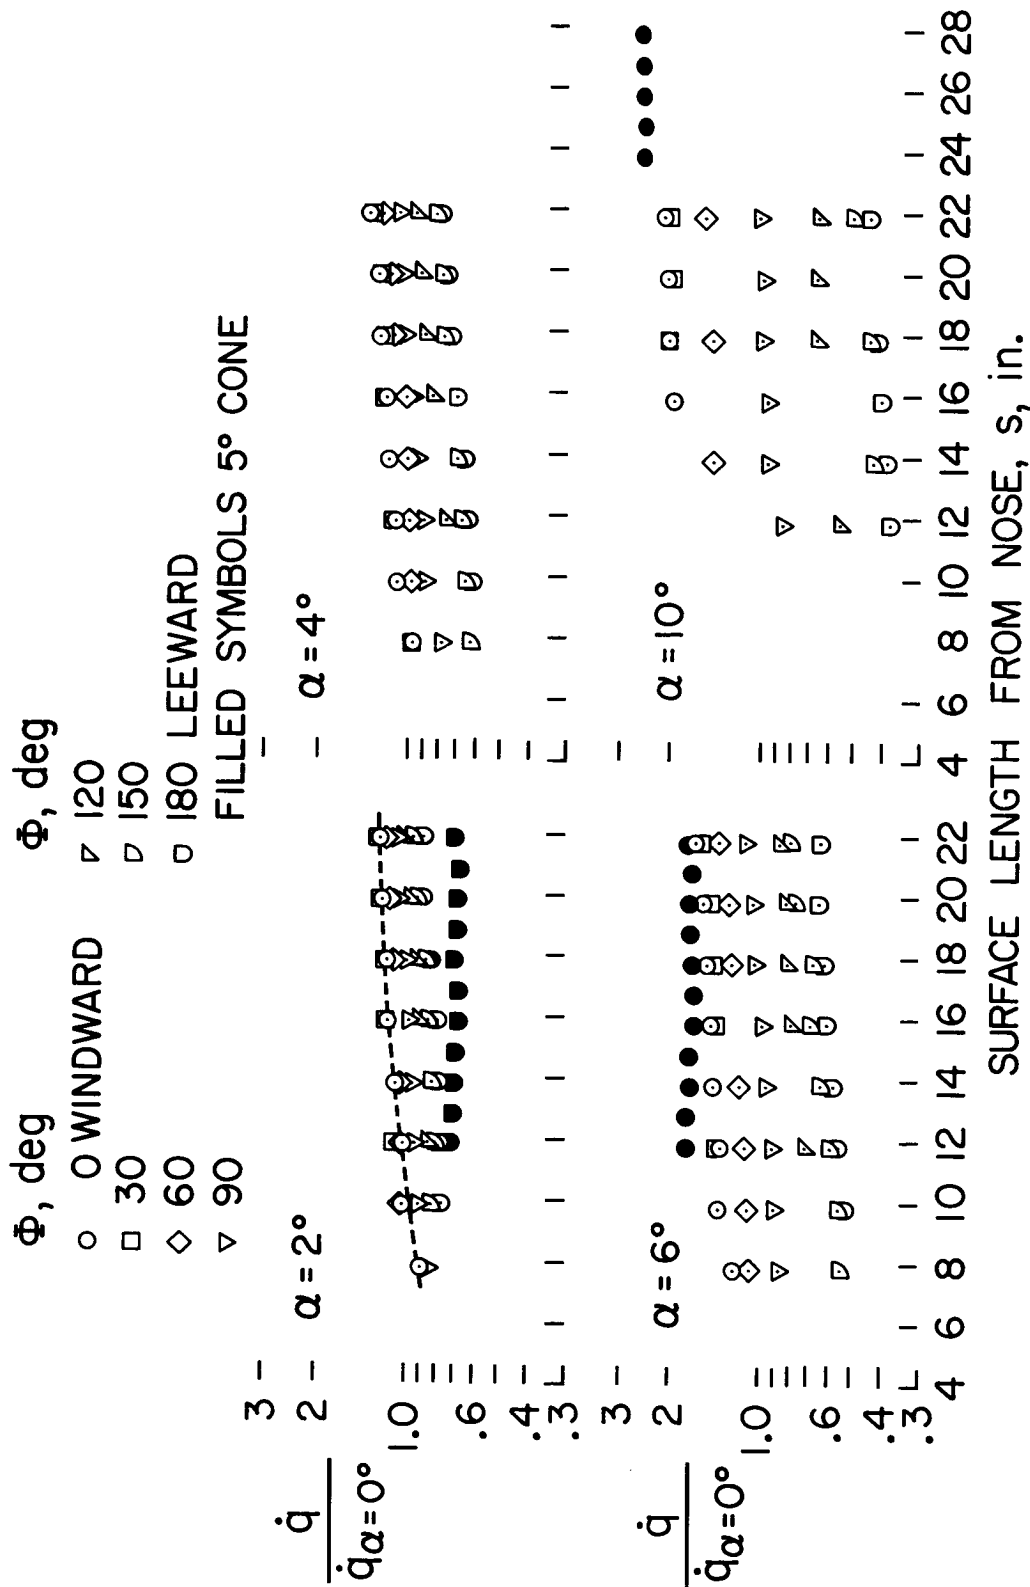 Φ, deg
Φ, deg
0 WINDWARD
120
30
150
60
180 LEEWARD
90
FILLED SYMBOLS 5° CONE
α = 2°
α = 4°
3
2
1.0
.6
.4
.3
q̇
q̇α=0°
α = 6°
α = 10°
3
2
1.0
.6
.4
.3
q̇
q̇α=0°
4 6 8 10 12 14 16 18 20 22
4 6 8 10 12 14 16 18 20 22 24 26 28
SURFACE LENGTH FROM NOSE, s, in.